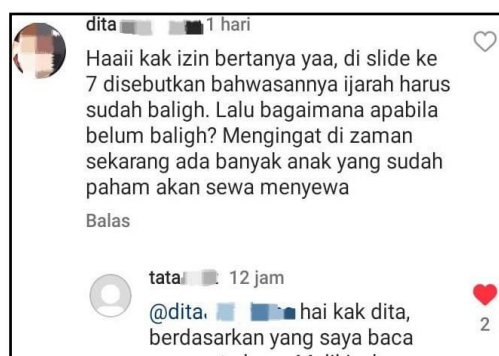 dita 1 hari
Haaii kak izin bertanya yaa, di slide ke
7 disebutkan bahwasannya ijarah harus
sudah baligh. Lalu bagaimana apabila
belum baligh? Mengingat di zaman
sekarang ada banyak anak yang sudah
paham akan sewa menyewa
Balas
tata 12 jam
@dita hai kak dita,
berdasarkan yang saya baca
2